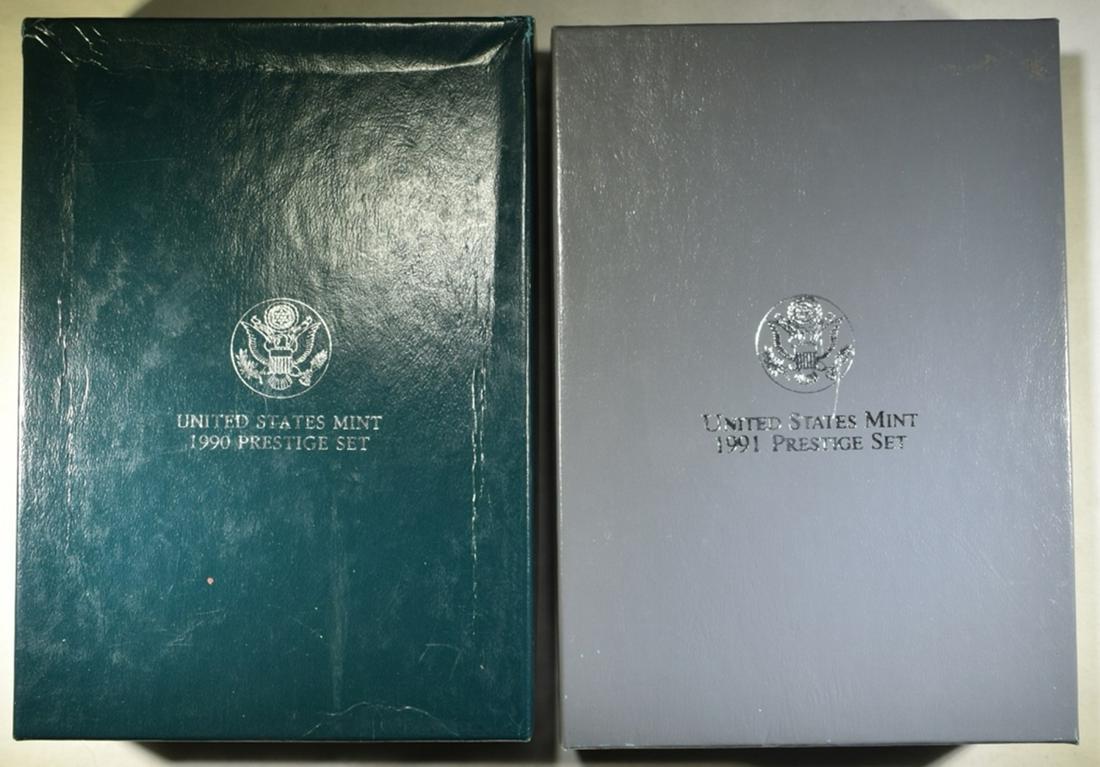 UNITED STATES MINT
1990 PRESTIGE SET
UNITED STATES MINT
1991 PRESTIGE SET